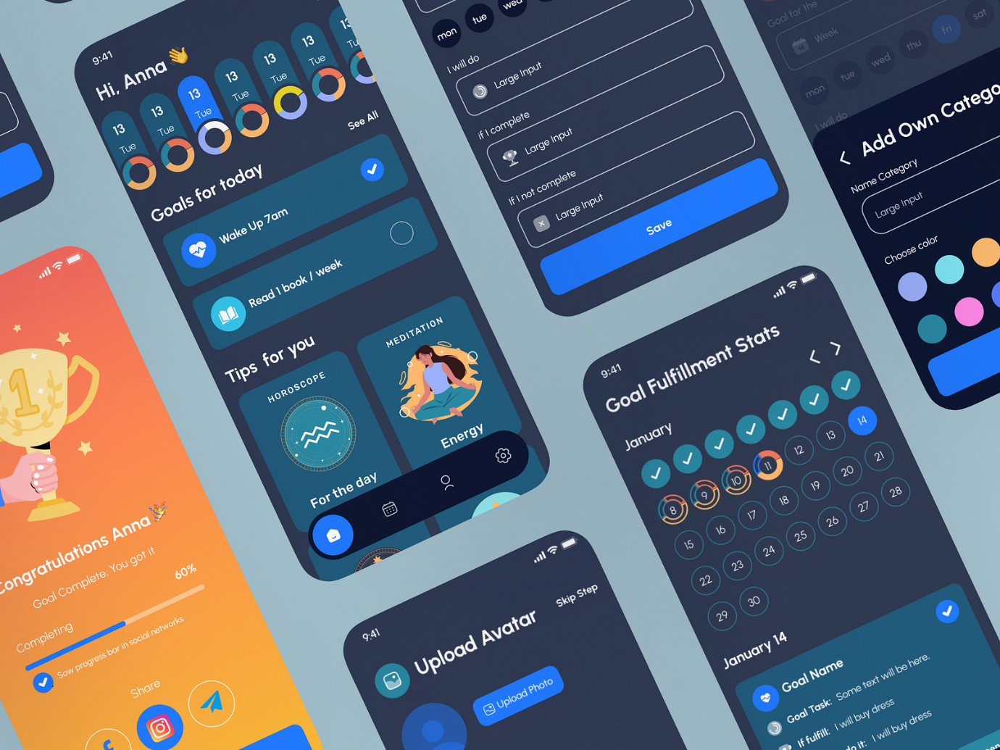 9:41
Hi, Anna 👋
13
Tue
13
Tue
13
Tue
13
Tue
13
Tue
13
Tue
13
See All
Goals for today
Wake Up 7am
Read 1 book / week
Tips for you
HOROSCOPE
For the day
MEDITATION
Energy
mon
tue
wed
I will do
Large Input
if I complete
Large Input
If I not complete
Large Input
Save
Goal for the
Week
mon
tue
wed
thu
fri
sat
I will do
Add Own Catego
Name Category
Large Input
Choose color
1
Congratulations Anna 🎉
Goal Complete. You got it
60%
Completing
Sow progress bar in social networks
Share
9:41
Skip Step
Upload Avatar
Upload Photo
9:41
Goal Fulfillment Stats
January
8
9
10
11
12
13
14
15
16
17
18
19
20
21
22
23
24
25
26
27
28
29
30
January 14
Goal Name
Goal Task: Some text will be here,
If fulfill: I will buy dress
do it: I will buy dress